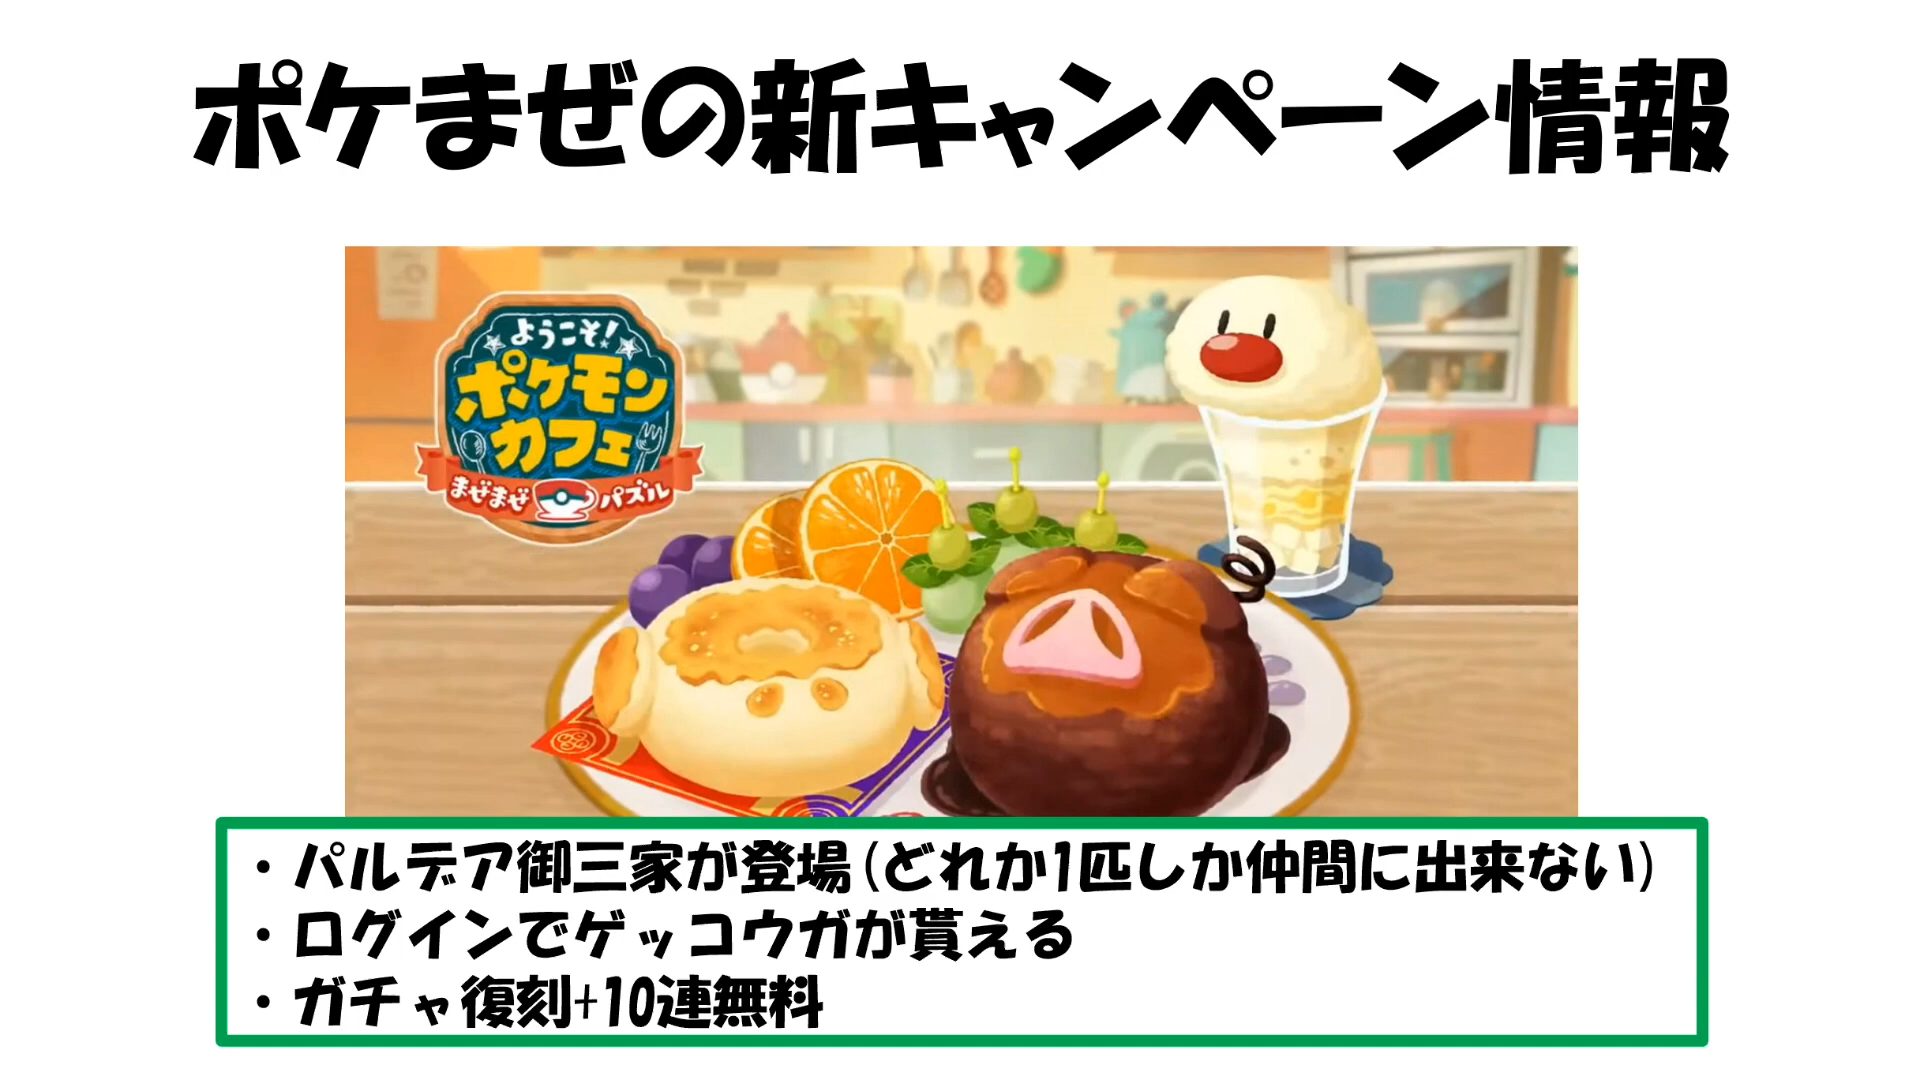 ポケまぜの新キャンペーン情報
ようこそ!
ポケモン
カフェ
まぜまぜ パズル
・パルデア御三家が登場(どれか1匹しか仲間に出来ない)
・ログインでゲッコウガが貰える
・ガチャ復刻+10連無料